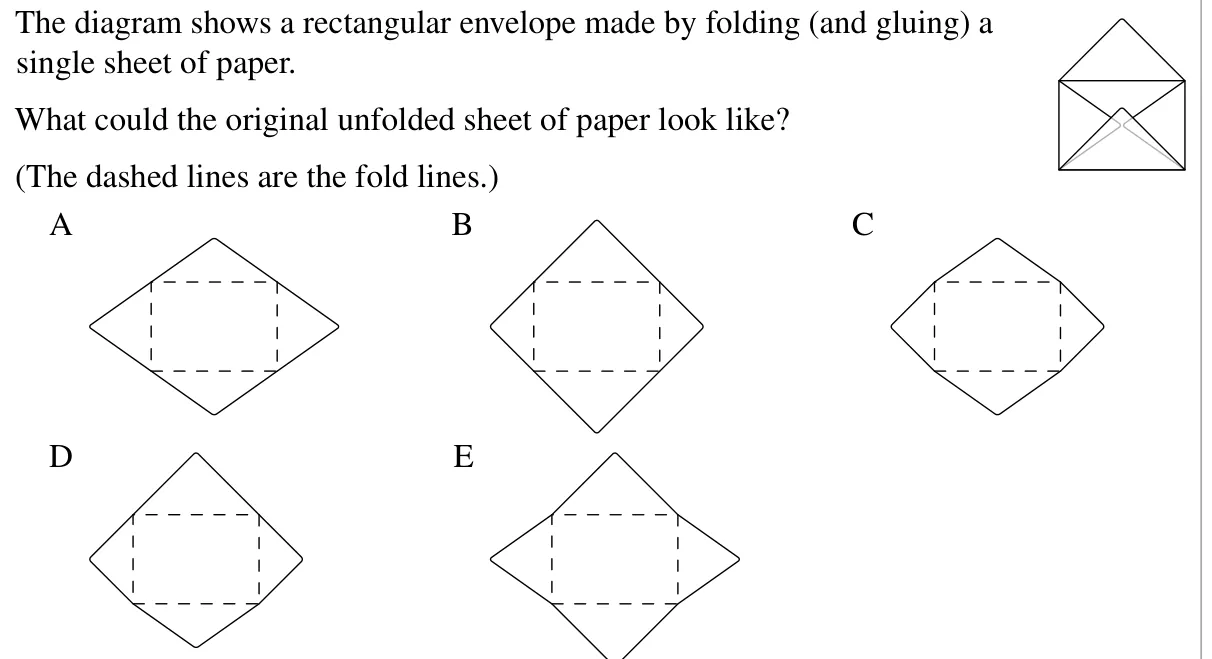 The diagram shows a rectangular envelope made by folding (and gluing) a
single sheet of paper.
What could the original unfolded sheet of paper look like?
(The dashed lines are the fold lines.)
A B C
D E